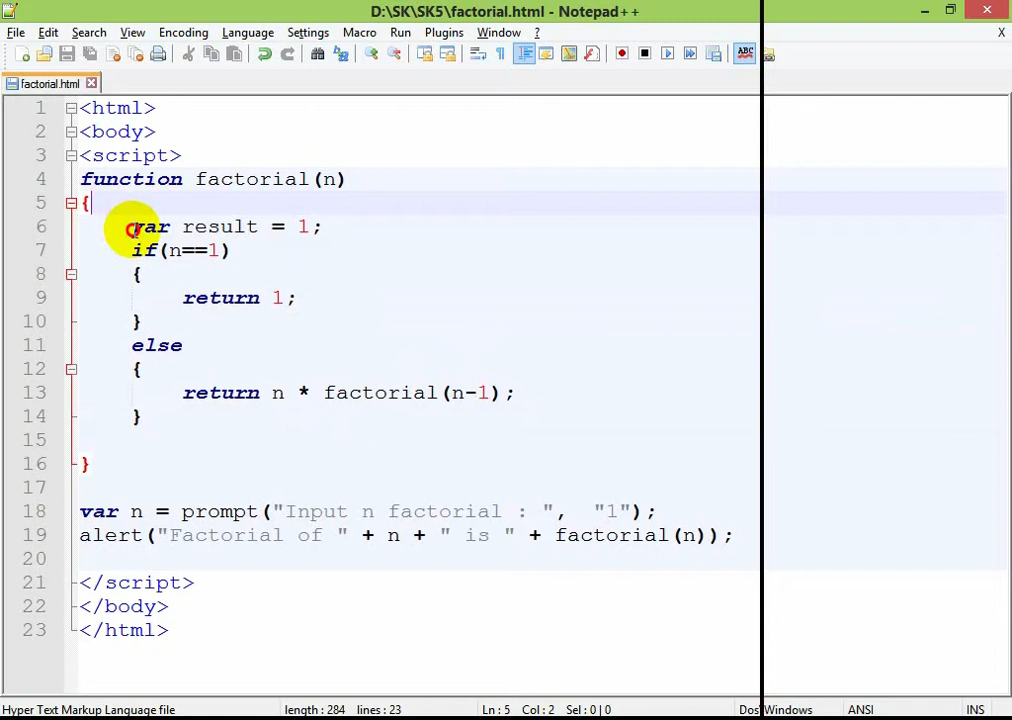 D:\SK\SK5\factorial.html - Notepad++
File Edit Search View Encoding Language Settings Macro Run Plugins Window ? X
ABC
factorial.html
1 <html>
2 <body>
3 <script>
4 function factorial(n)
5 {
6 var result = 1;
7 if(n==1)
8 {
9 return 1;
10 }
11 else
12 {
13 return n * factorial(n-1);
14 }
15
16 }
17
18 var n = prompt("Input n factorial : ", "1");
19 alert("Factorial of " + n + " is " + factorial(n));
20
21 </script>
22 </body>
23 </html>
Hyper Text Markup Language file length : 284 lines : 23 Ln : 5 Col : 2 Sel : 0 | 0 Dos\Windows ANSI INS